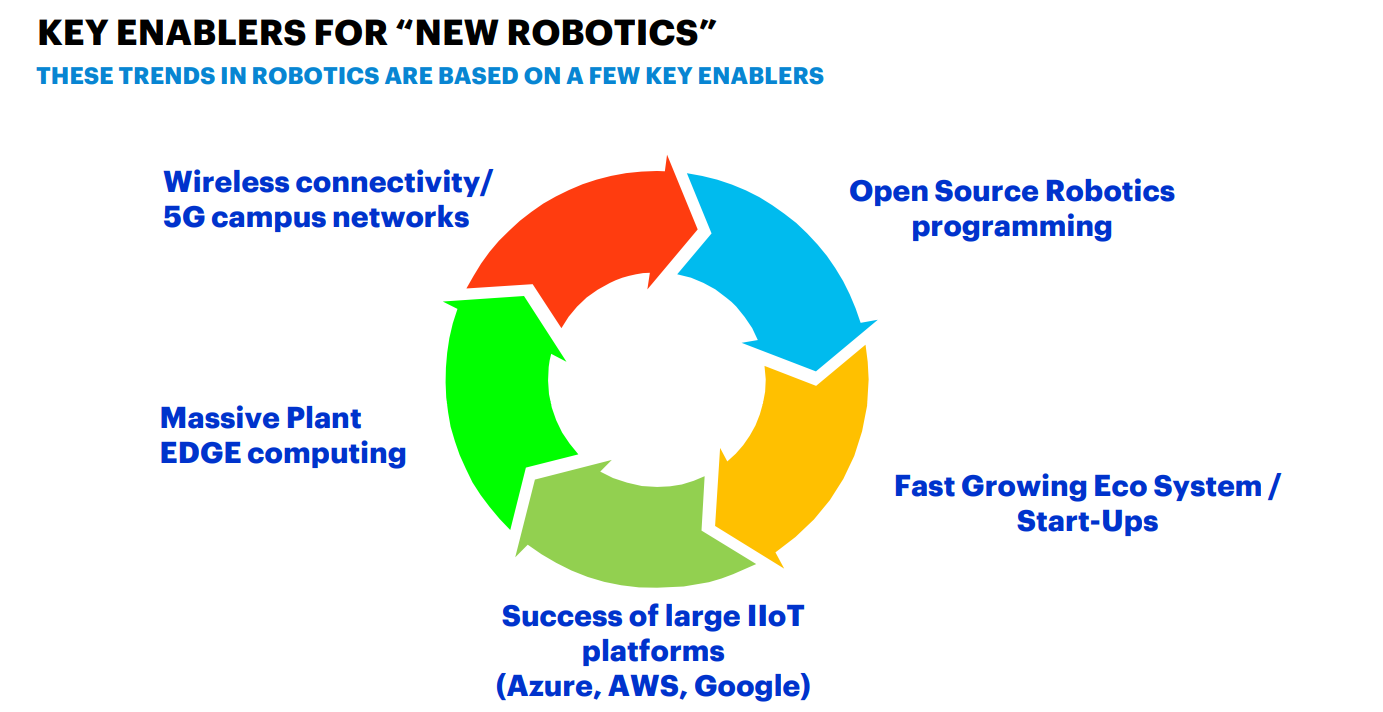 KEY ENABLERS FOR “NEW ROBOTICS”
THESE TRENDS IN ROBOTICS ARE BASED ON A FEW KEY ENABLERS
Wireless connectivity/
5G campus networks
Open Source Robotics
programming
Massive Plant
EDGE computing
Fast Growing Eco System /
Start-Ups
Success of large IIoT
platforms
(Azure, AWS, Google)